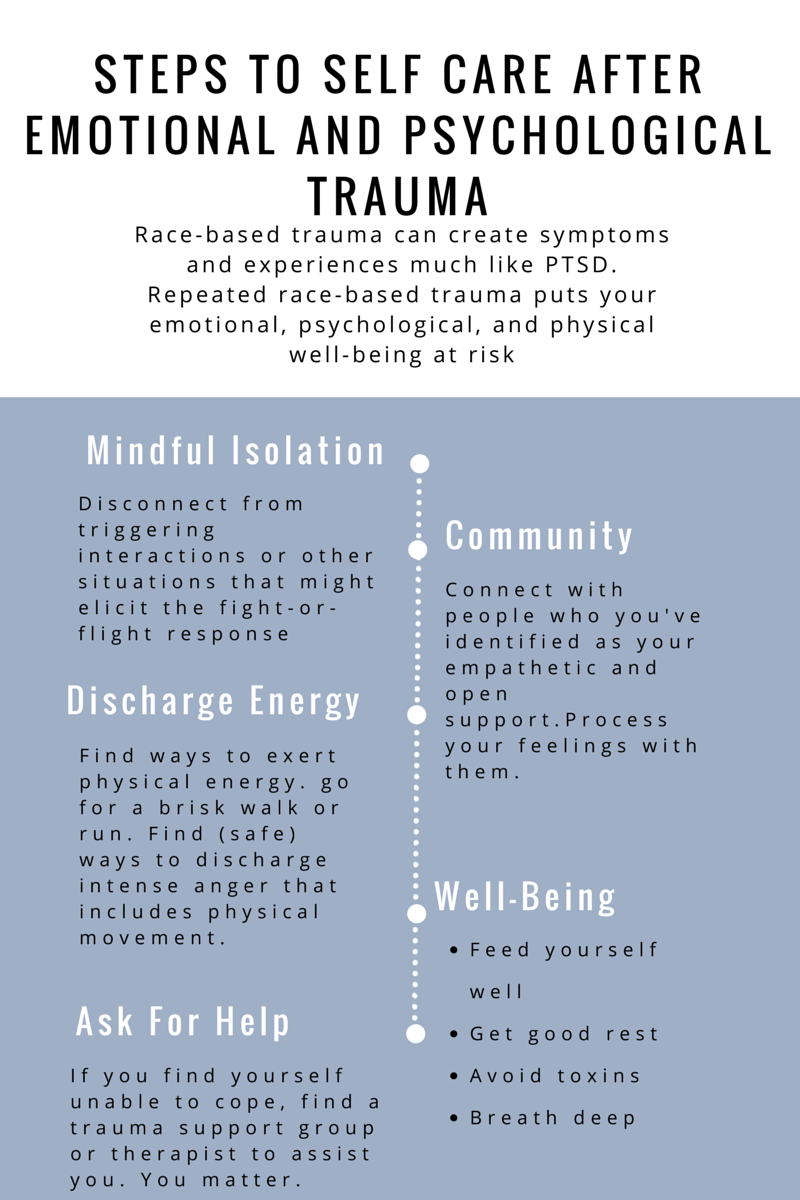 STEPS TO SELF CARE AFTER
EMOTIONAL AND PSYCHOLOGICAL
TRAUMA
Race-based trauma can create symptoms
and experiences much like PTSD.
Repeated race-based trauma puts your
emotional, psychological, and physical
well-being at risk
Mindful Isolation
Disconnect from
triggering
interactions or other
situations that might
elicit the fight-or-
flight response
Community
Connect with
people who you've
identified as your
empathetic and
open
support.Process
your feelings with
them.
Discharge Energy
Find ways to exert
physical energy. go
for a brisk walk or
run. Find (safe)
ways to discharge
intense anger that
includes physical
movement.
Well-Being
• Feed yourself
well
• Get good rest
• Avoid toxins
• Breath deep
Ask For Help
If you find yourself
unable to cope, find a
trauma support group
or therapist to assist
you. You matter.